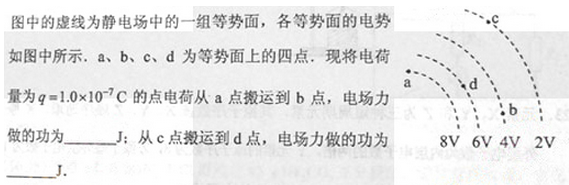 图中的虚线为静电场中的一组等势面，各等势面的电势
如图中所示．a、b、c、d 为等势面上的四点．现将电荷
量为q=1.0×10⁻⁷C 的点电荷从 a 点搬运到 b 点，电场力
做的功为______J；从 c 点搬运到 d 点，电场力做的功为
______J．
c
a
d
b
8V 6V 4V 2V